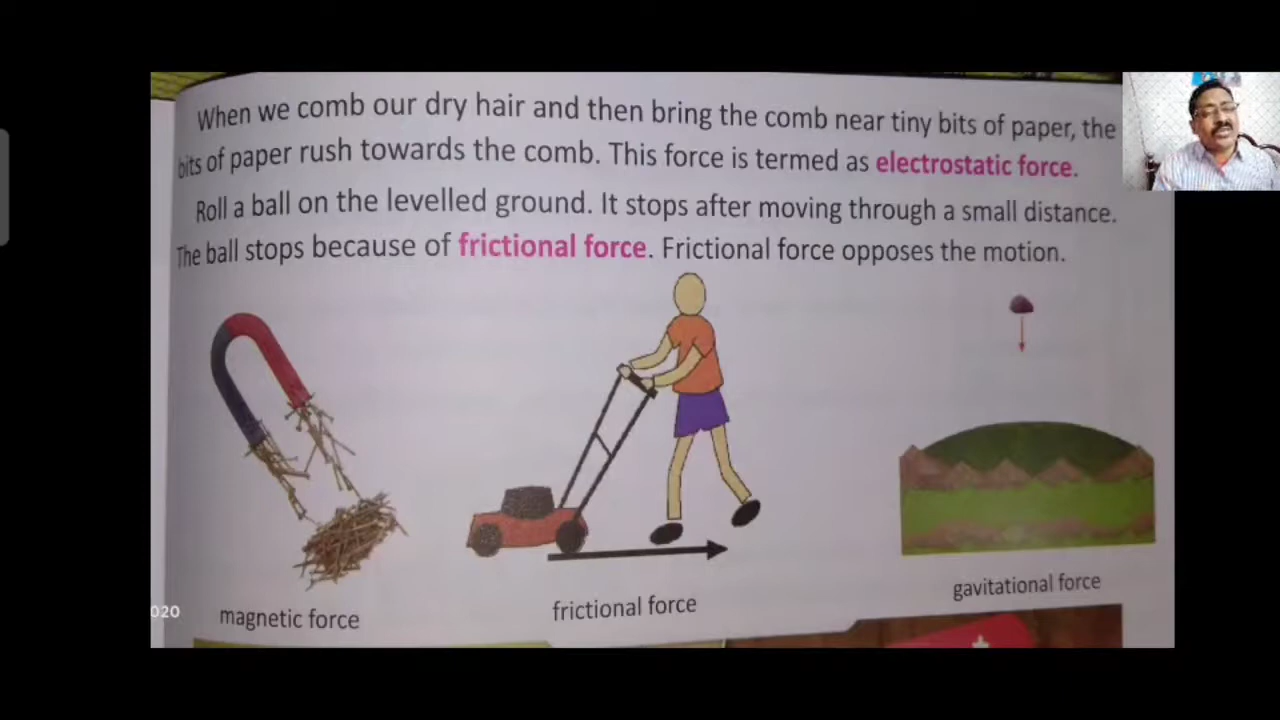 When we comb our dry hair and then bring the comb near tiny bits of paper, the
bits of paper rush towards the comb. This force is termed as electrostatic force.
Roll a ball on the levelled ground. It stops after moving through a small distance.
The ball stops because of frictional force. Frictional force opposes the motion.
magnetic force
frictional force
gavitational force
020